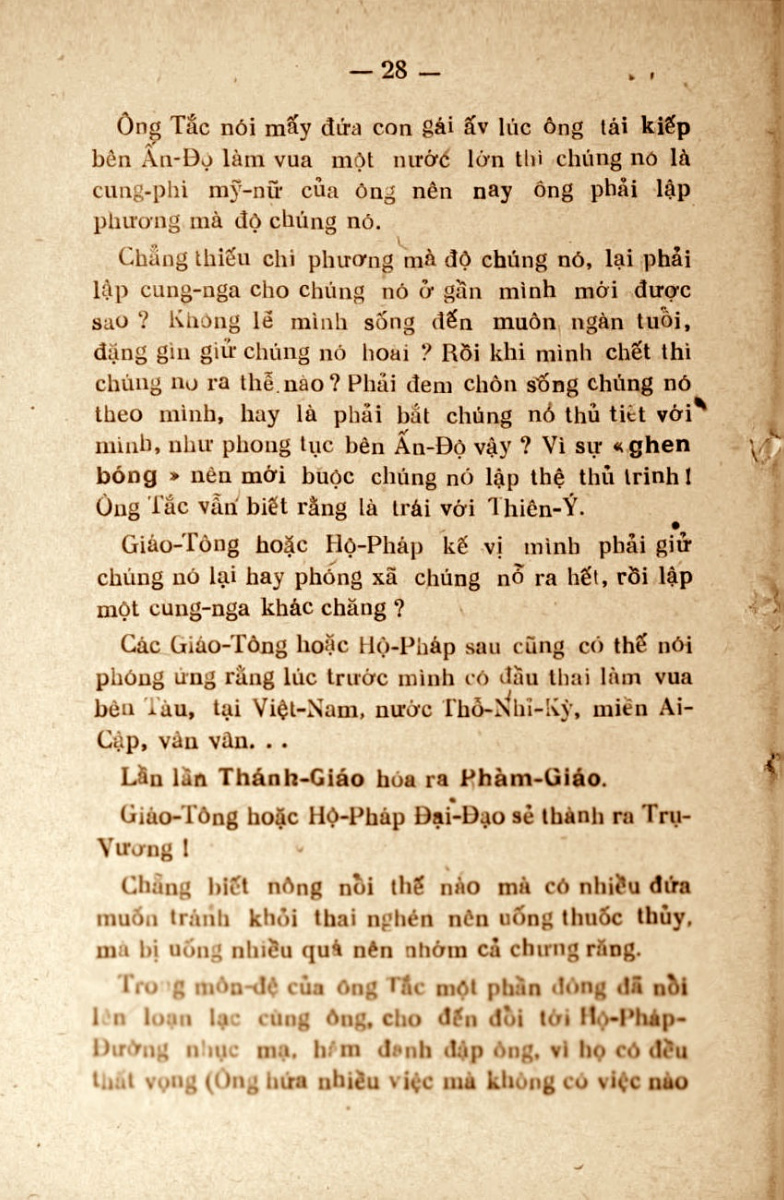 — 28 —
Ông Tắc nói mấy đứa con gái ấv lúc ông tái kiếp
bên Ấn-Đọ làm vua một nước lớn thì chúng nó là
cung-phi mỹ-nữ của ông nên nay ông phải lập
phương mà độ chúng nó.
Chẳng thiếu chi phương mà độ chúng nó, lại phải
lập cung-nga cho chúng nó ở gần mình mới được
sao ? Không lẽ mình sống đến muôn ngàn tuổi,
đặng gìn giử chúng nó hoài ? Rồi khi mình chết thì
chúng nọ ra thế nào ? Phải đem chôn sống chúng nó
theo mình, hay là phải bắt chúng nó thủ tiết với
mình, như phong tục bên Ấn-Độ vậy ? Vì sự « ghen
bóng » nên mới buộc chúng nó lập thệ thủ trinh !
Ông Tắc vẫn biết rằng là trái với Thiên-Ý.
Giáo-Tông hoặc Hộ-Pháp kế vị mình phải giử
chúng nó lại hay phóng xã chúng nỗ ra hết, rồi lập
một cung-nga khác chăng ?
Các Giáo-Tông hoặc Hộ-Pháp sau cũng có thế nói
phóng ứng rằng lúc trước mình có đầu thai làm vua
bên Tàu, tại Việt-Nam, nước Thổ-Nhĩ-Kỳ, miền Ai-
Cập, vân vân. . .
Lần lần Thánh-Giáo hóa ra Phàm-Giáo.
Giáo-Tông hoặc Hộ-Pháp Đại-Đạo sẻ thành ra Trụ-
Vương !
Chẳng biết nông nồi thế nào mà có nhiều đứa
muốn tránh khỏi thai nghén nên uống thuốc thủy,
mà bị uống nhiều quá nên nhờm cả chưng răng.
Trong môn-đệ của ông Tắc một phần đông đã nồi
lên loạn lạc cùng ông, cho đến đồi tới Hộ-Pháp-
Đường nhục mạ, hăm đánh đập ông, vì họ có đều
thất vọng (Ông hứa nhiều việc mà không có việc nào